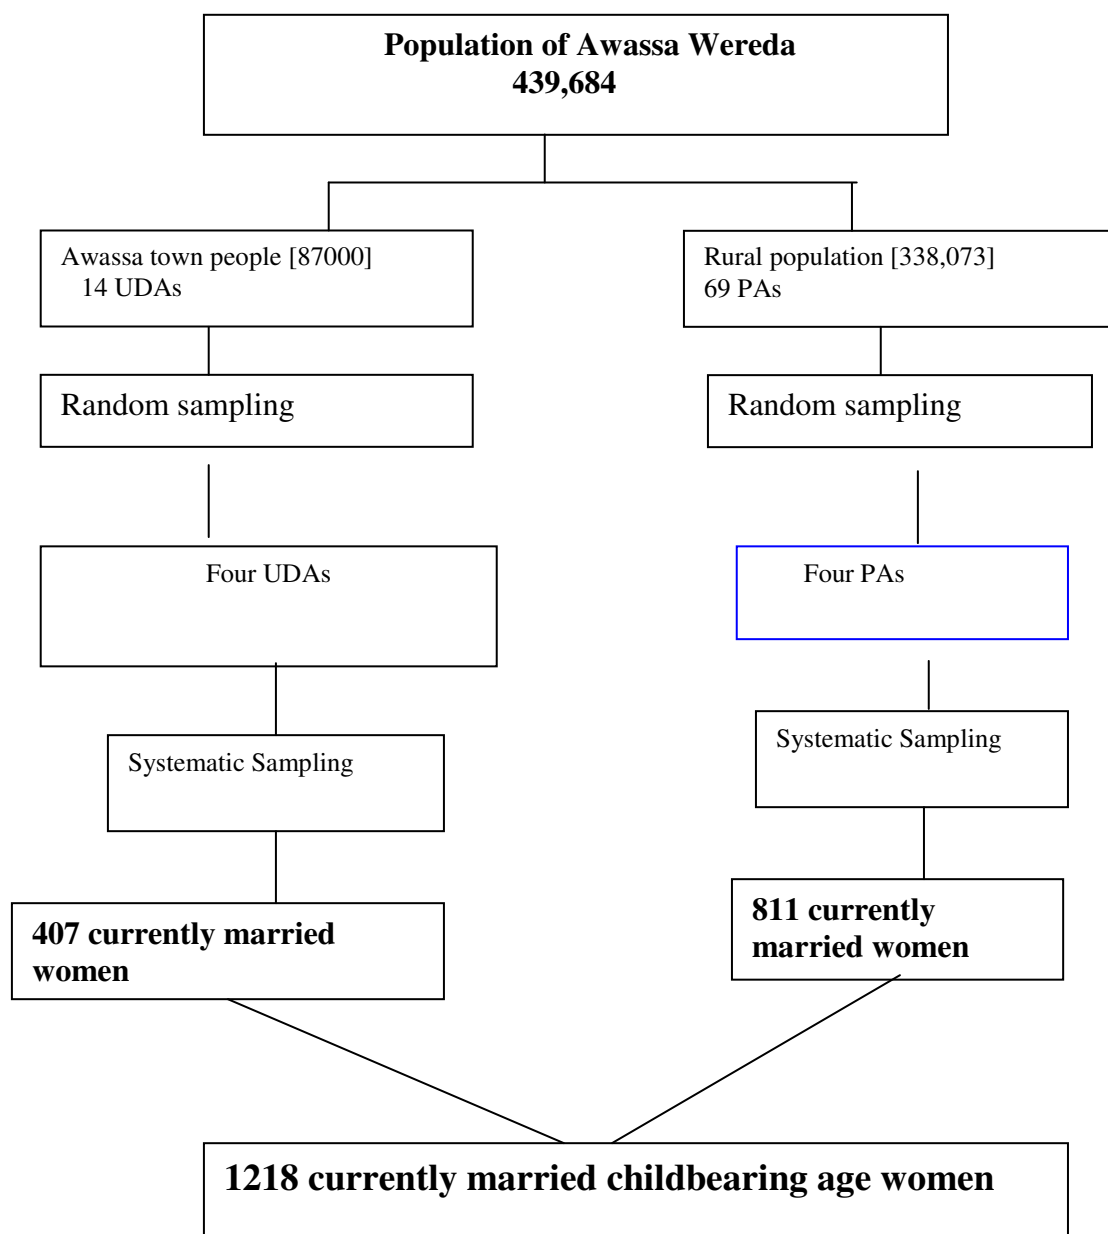 Population of Awassa Wereda
439,684
Awassa town people [87000]
14 UDAs
Rural population [338,073]
69 PAs
Random sampling
Random sampling
Four UDAs
Four PAs
Systematic Sampling
Systematic Sampling
407 currently married
women
811 currently
married women
1218 currently married childbearing age women